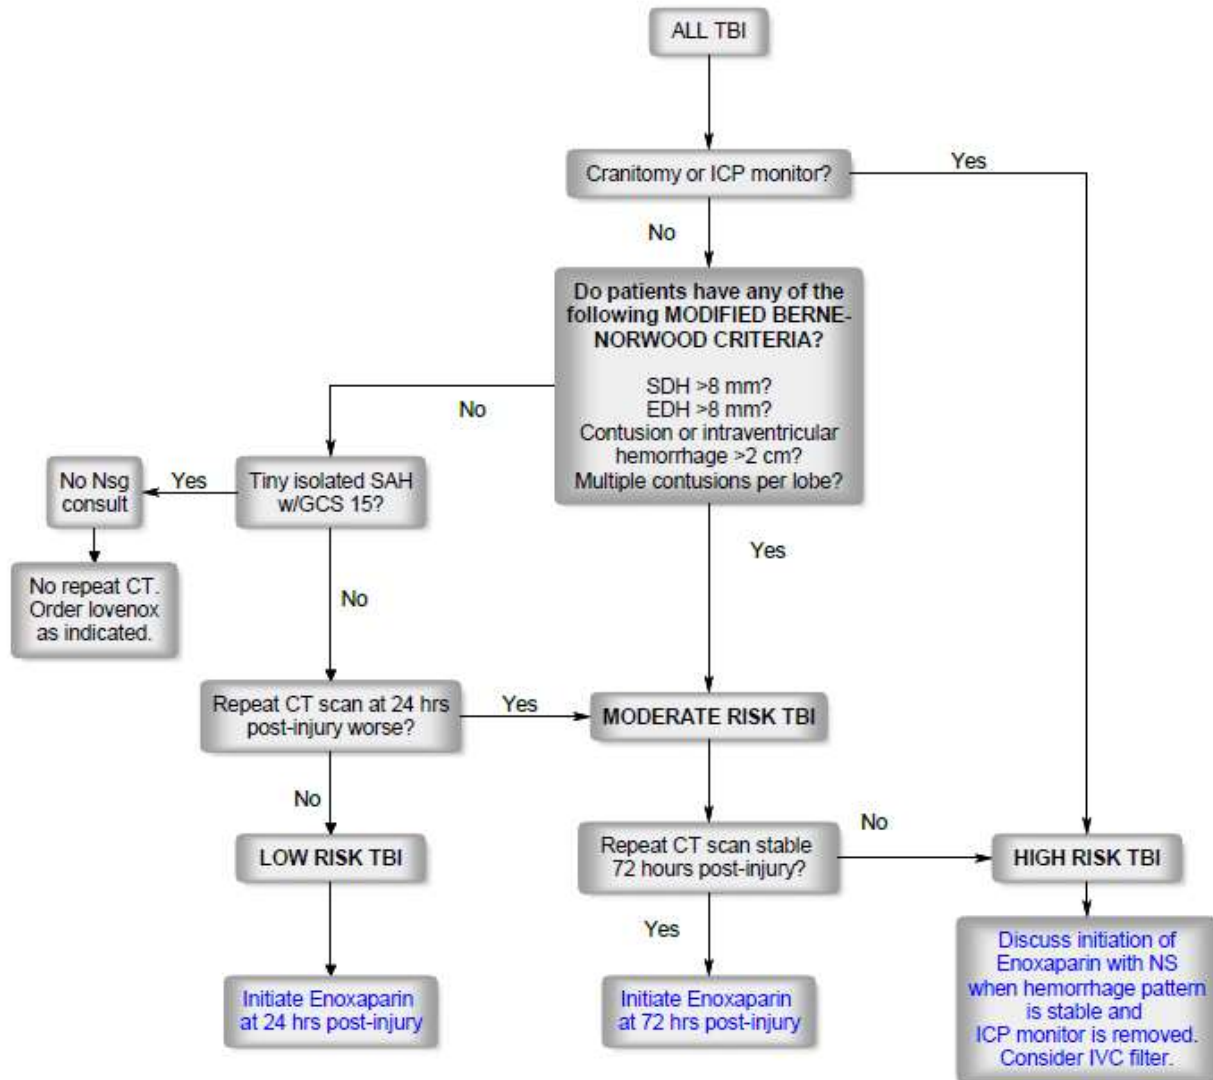 ALL TBI
Cranitomy or ICP monitor?
Yes
No
Do patients have any of the
following MODIFIED BERNE-
NORWOOD CRITERIA?
SDH >8 mm?
EDH >8 mm?
Contusion or intraventricular
hemorrhage >2 cm?
Multiple contusions per lobe?
No
Yes
Tiny isolated SAH
w/GCS 15?
Yes
No Nsg
consult
No repeat CT.
Order lovenox
as indicated.
No
Repeat CT scan at 24 hrs
post-injury worse?
Yes
MODERATE RISK TBI
No
LOW RISK TBI
Initiate Enoxaparin
at 24 hrs post-injury
Repeat CT scan stable
72 hours post-injury?
No
Yes
Initiate Enoxaparin
at 72 hrs post-injury
HIGH RISK TBI
Discuss initiation of
Enoxaparin with NS
when hemorrhage pattern
is stable and
ICP monitor is removed.
Consider IVC filter.